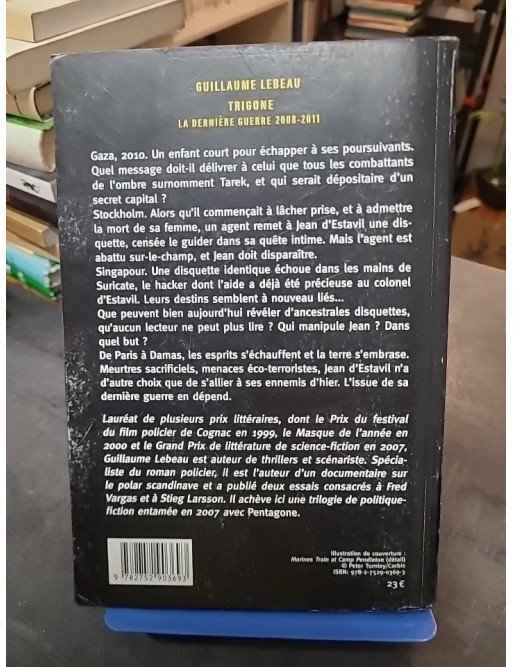 GUILLAUME LEBEAU
TRIGONE
LA DERNIÈRE GUERRE 2008-2011
Gaza, 2010. Un enfant court pour échapper à ses poursuivants.
Quel message doit-il délivrer à celui que tous les combattants
de l'ombre surnomment Tarek, et qui serait dépositaire d'un
secret capital ?
Stockholm. Alors qu'il commençait à lâcher prise, et à admettre
la mort de sa femme, un agent remet à Jean d'Estavil une dis-
quette, censée le guider dans sa quête intime. Mais l'agent est
abattu sur-le-champ, et Jean doit disparaître.
Singapour. Une disquette identique échoue dans les mains de
Suricate, le hacker dont l'aide a déjà été précieuse au colonel
d'Estavil. Leurs destins semblent à nouveau liés...
Que peuvent bien aujourd'hui révéler d'ancestrales disquettes,
qu'aucun lecteur ne peut plus lire ? Qui manipule Jean ? Dans
quel but ?
De Paris à Damas, les esprits s'échauffent et la terre s'embrase.
Meurtres sacrificiels, menaces éco-terroristes, Jean d'Estavil n'a
d'autre choix que de s'allier à ses ennemis d'hier. L'issue de sa
dernière guerre en dépend.
Lauréat de plusieurs prix littéraires, dont le Prix du festival
du film policier de Cognac en 1999, le Masque de l'année en
2000 et le Grand Prix de littérature de science-fiction en 2007,
Guillaume Lebeau est auteur de thrillers et scénariste. Spécia-
liste du roman policier, il est l'auteur d'un documentaire sur
le polar scandinave et a publié deux essais consacrés à Fred
Vargas et à Stieg Larsson. Il achève ici une trilogie de politique-
fiction entamée en 2007 avec Pentagone.
Illustration de couverture :
Marines Train at Camp Pendleton (détail)
© Peter Turnley/Corbis
ISBN: 978-2-7529-0369-3
23 €
9 782752 903693